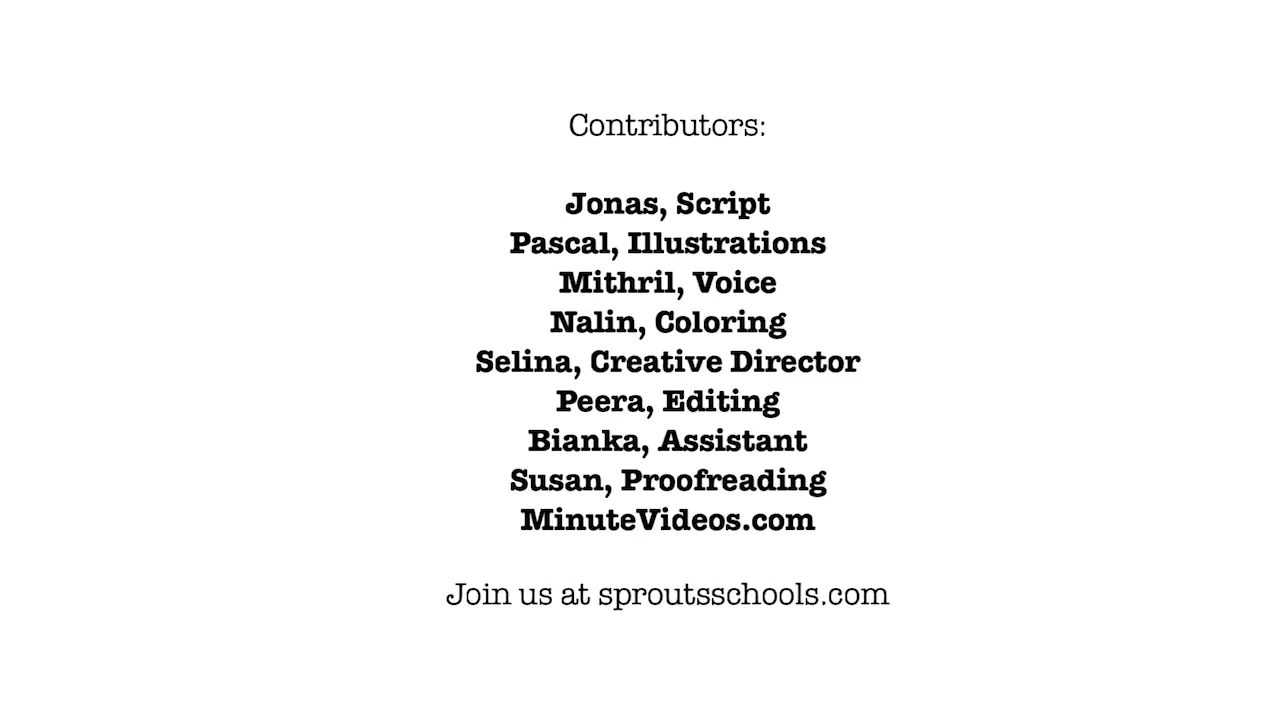 Contributors:
Jonas, Script
Pascal, Illustrations
Mithril, Voice
Nalin, Coloring
Selina, Creative Director
Peera, Editing
Bianka, Assistant
Susan, Proofreading
MinuteVideos.com
Join us at sproutsschools.com